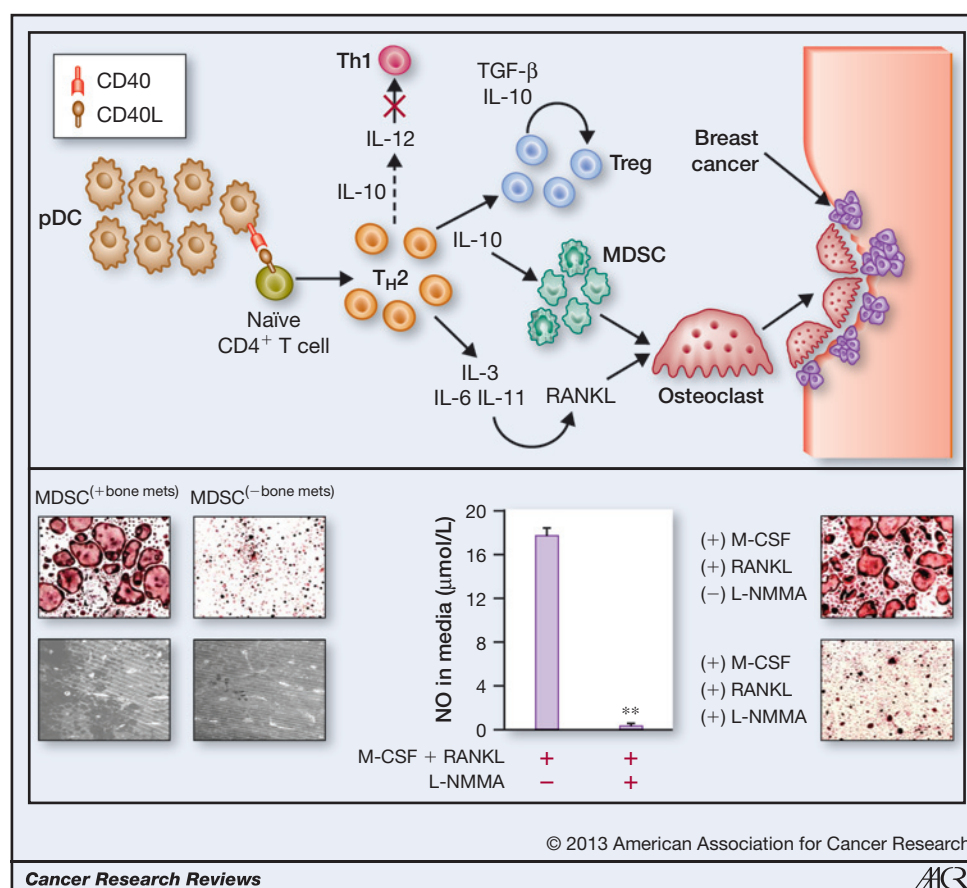 CD40
CD40L
pDC
Naïve
CD4+ T cell
Th1
IL-12
IL-10
TH2
TGF-β
IL-10
Treg
IL-10
MDSC
IL-3
IL-6 IL-11
RANKL
Osteoclast
Breast
cancer
MDSC(+bone mets)
MDSC(−bone mets)
NO in media (μmol/L)
20
16
18
12
8
4
0
**
M-CSF + RANKL + +
L-NMMA − +
(+) M-CSF
(+) RANKL
(−) L-NMMA
(+) M-CSF
(+) RANKL
(+) L-NMMA
© 2013 American Association for Cancer Research
Cancer Research Reviews
AACR